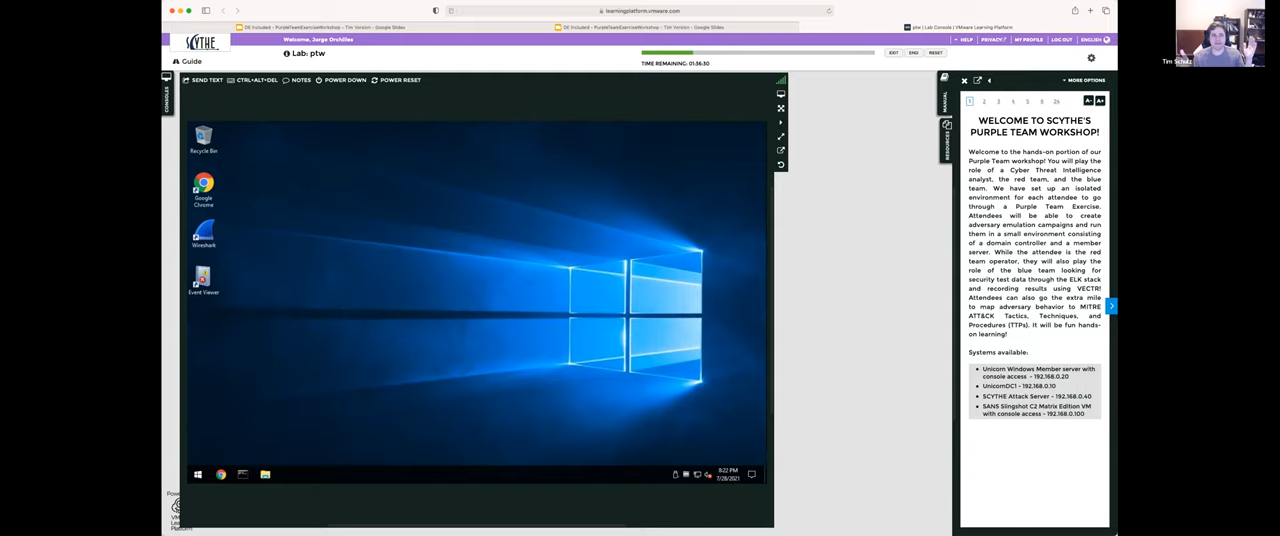 learningplatform.vmware.com
DE Included - PurpleTeamExerciseWorkshop - Tim Version - Google Slides
DE Included - PurpleTeamExerciseWorkshop - Tim Version - Google Slides
ptw | Lab Console | VMware Learning Platform
SCYTHE
Welcome, Jorge Orchilles
HELP
PRIVACY
MY PROFILE
LOG OUT
ENGLISH
Guide
Lab: ptw
TIME REMAINING: 01:36:30
EXIT
END
RESET
Tim Schulz
CONSOLES
SEND TEXT
CTRL+ALT+DEL
NOTES
POWER DOWN
POWER RESET
MORE OPTIONS
MANUAL
RESOURCES
1 2 3 4 5 6 24
A- A+
Recycle Bin
Google
Chrome
Wireshark
Event Viewer
8:22 PM
7/28/2021
WELCOME TO SCYTHE'S
PURPLE TEAM WORKSHOP!
Welcome to the hands-on portion of our
Purple Team workshop! You will play the
role of a Cyber Threat Intelligence
analyst, the red team, and the blue
team. We have set up an isolated
environment for each attendee to go
through a Purple Team Exercise.
Attendees will be able to create
adversary emulation campaigns and run
them in a small environment consisting
of a domain controller and a member
server. While the attendee is the red
team operator, they will also play the
role of the blue team looking for
security test data through the ELK stack
and recording results using VECTR!
Attendees can also go the extra mile
to map adversary behavior to MITRE
ATT&CK Tactics, Techniques, and
Procedures (TTPs). It will be fun hands-
on learning!
Systems available:
Unicorn Windows Member server with
console access - 192.168.0.20
UnicornDC1 - 192.168.0.10
SCYTHE Attack Server - 192.168.0.40
SANS Slingshot C2 Matrix Edition VM
with console access - 192.168.0.100